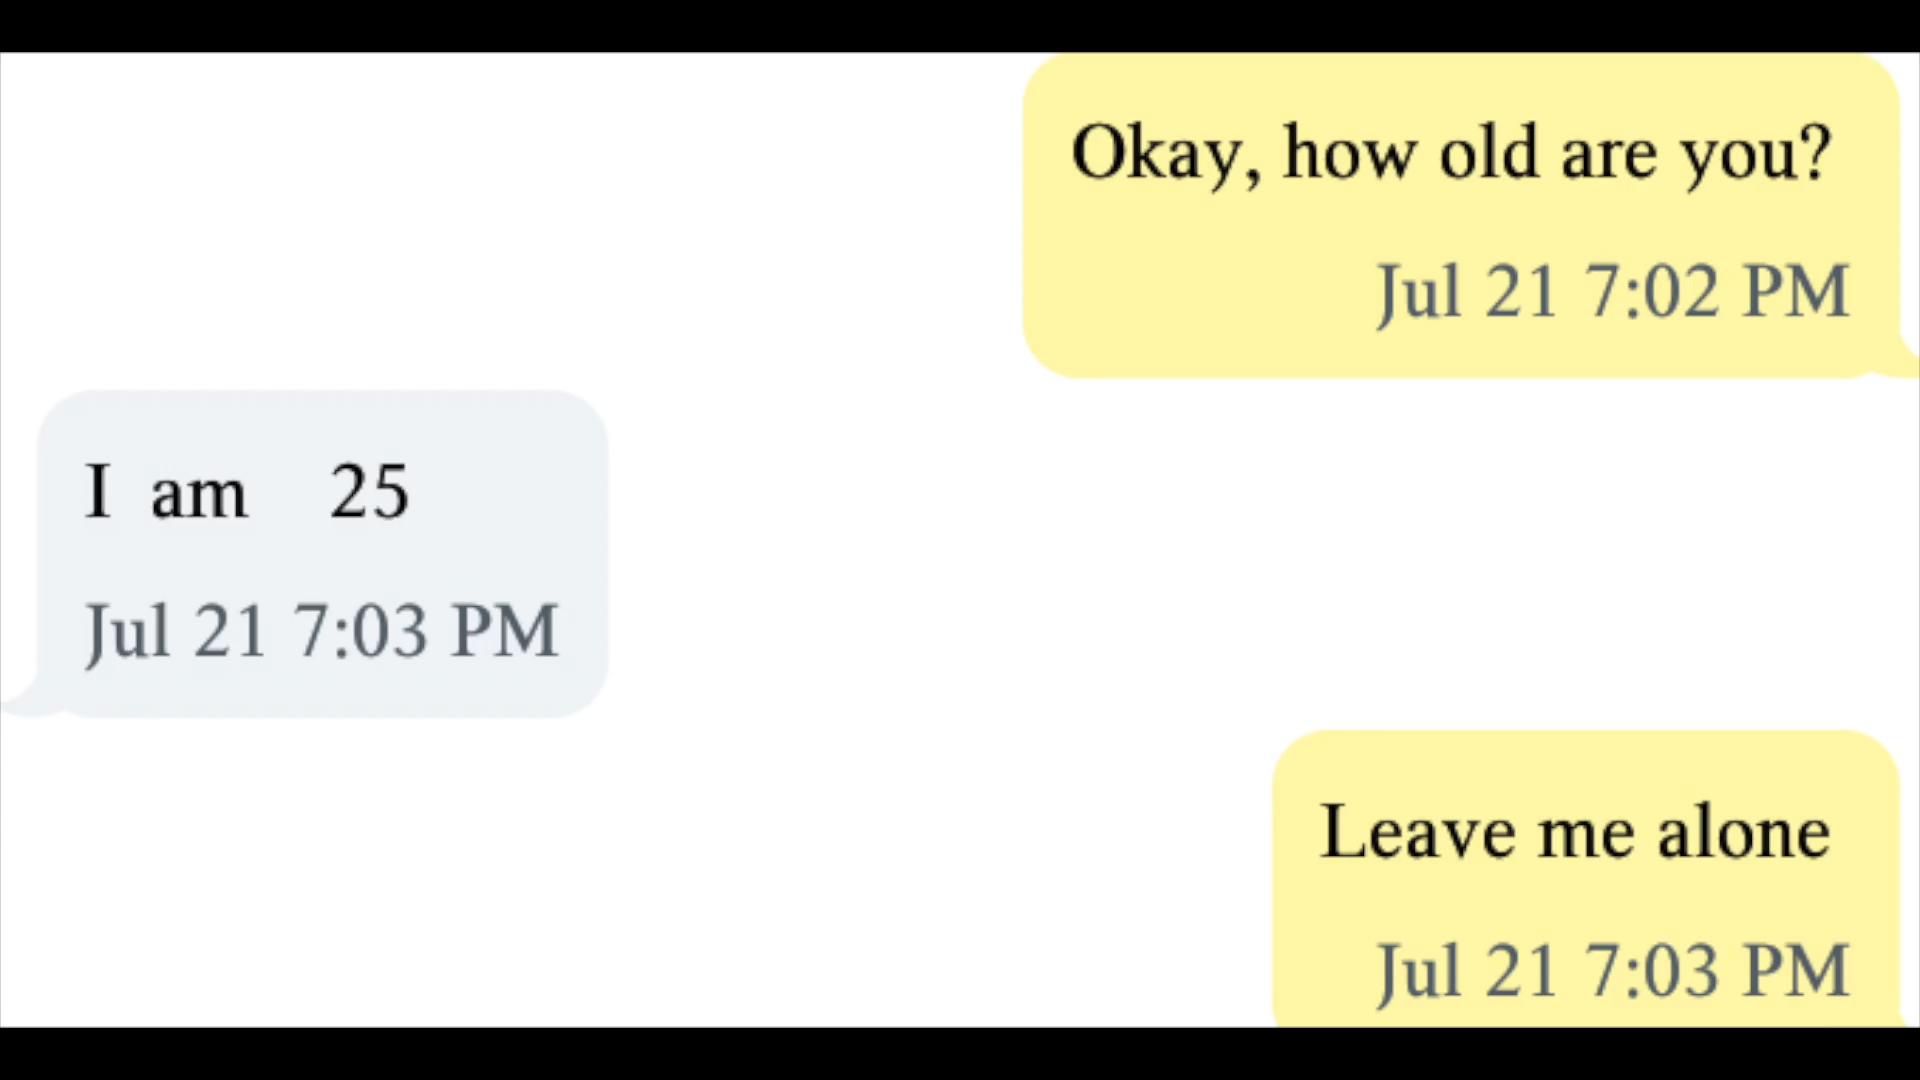 Okay, how old are you?
Jul 21 7:02 PM
I am 25
Jul 21 7:03 PM
Leave me alone
Jul 21 7:03 PM